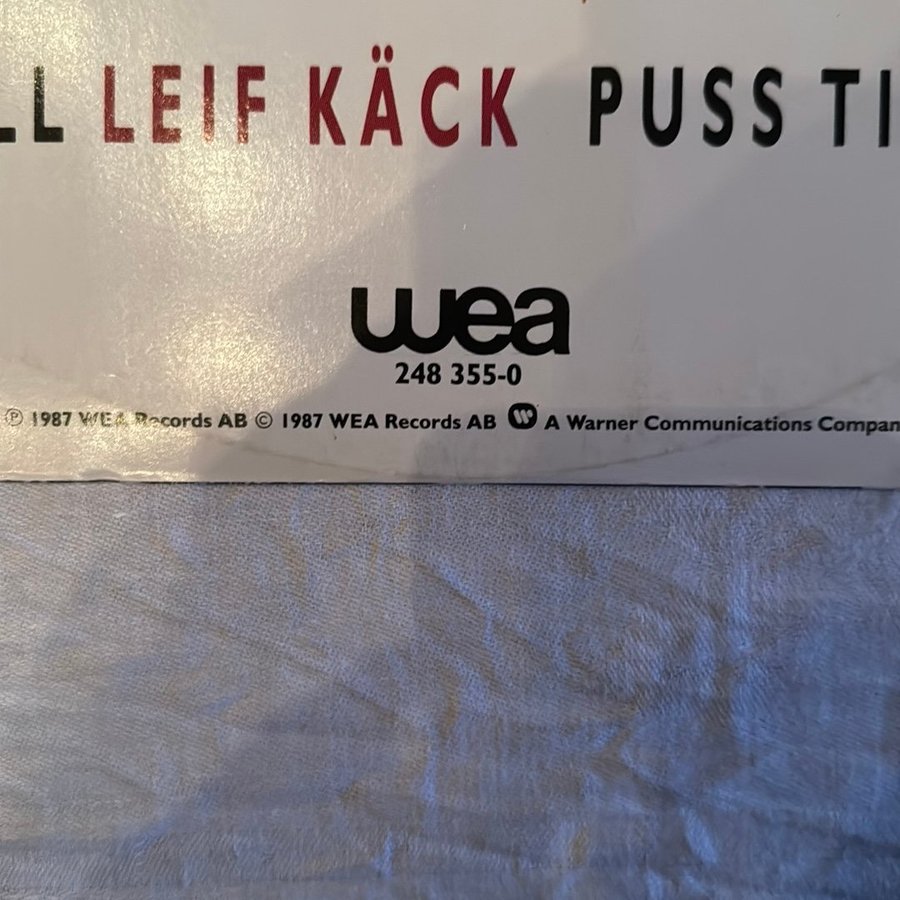 LL LEIF KÄCK PUSS TI
wea
248 355-0
℗ 1987 WEA Records AB © 1987 WEA Records AB A Warner Communications Compan